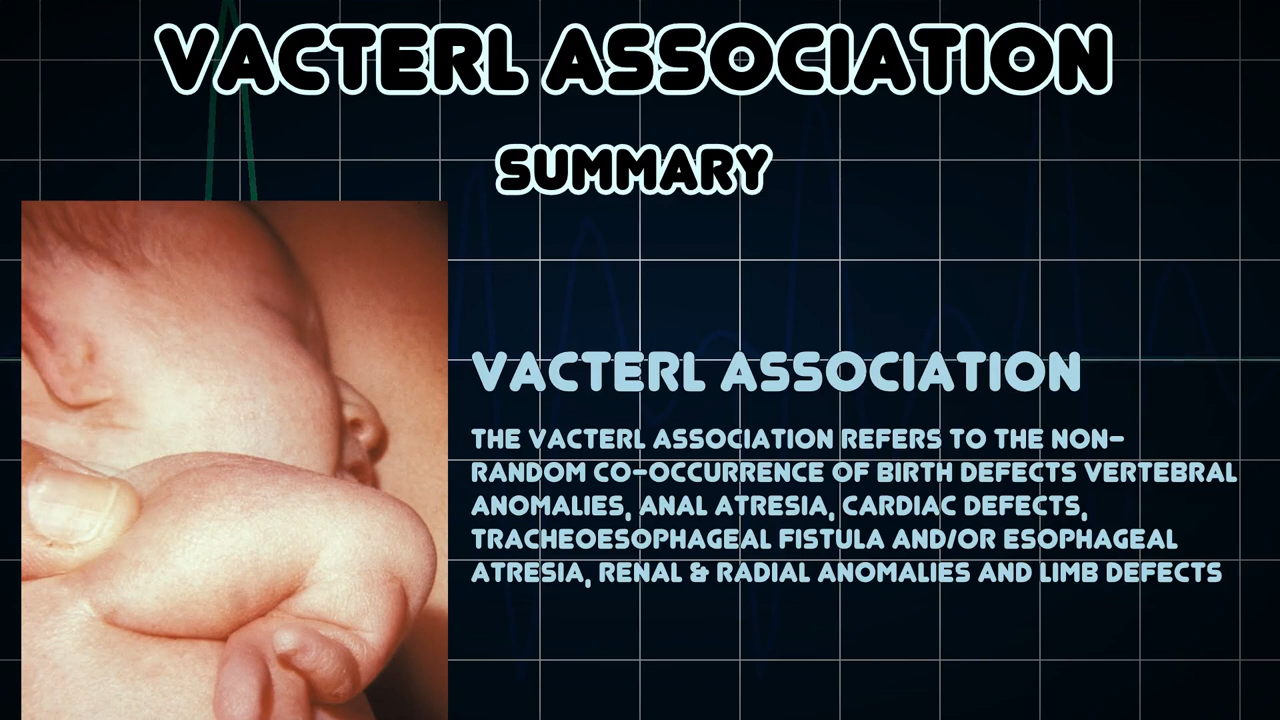 VACTERL ASSOCIATION
SUMMARY
VACTERL ASSOCIATION
THE VACTERL ASSOCIATION REFERS TO THE NON-
RANDOM CO-OCCURRENCE OF BIRTH DEFECTS VERTEBRAL
ANOMALIES, ANAL ATRESIA, CARDIAC DEFECTS,
TRACHEOESOPHAGEAL FISTULA AND/OR ESOPHAGEAL
ATRESIA, RENAL & RADIAL ANOMALIES AND LIMB DEFECTS